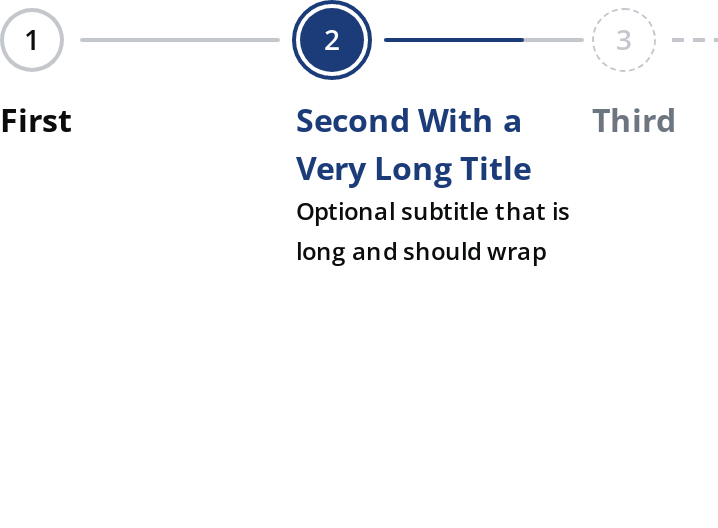 1
2
3
First
Second With a
Very Long Title
Optional subtitle that is
long and should wrap
Third